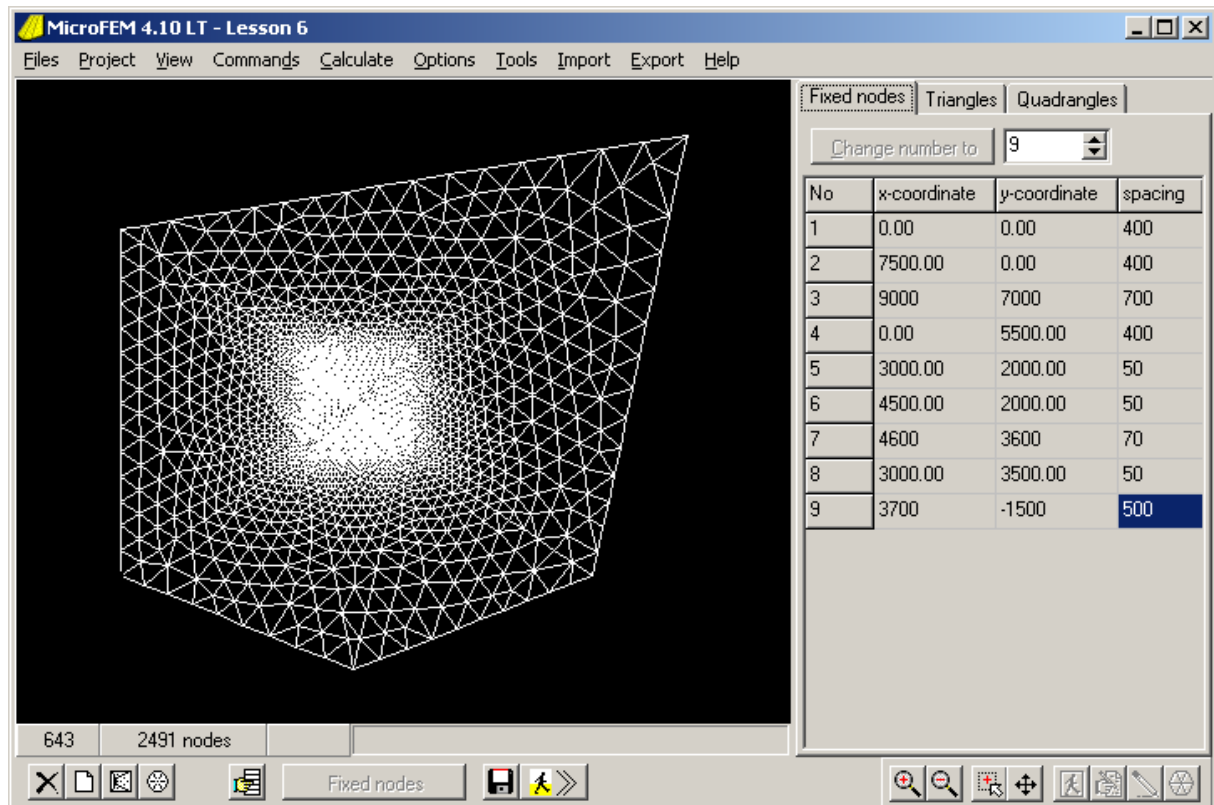 MicroFEM 4.10 LT - Lesson 6
Files Project View Commands Calculate Options Tools Import Export Help
Fixed nodes Triangles Quadrangles
Change number to 9
No x-coordinate y-coordinate spacing
1 0.00 0.00 400
2 7500.00 0.00 400
3 9000 7000 700
4 0.00 5500.00 400
5 3000.00 2000.00 50
6 4500.00 2000.00 50
7 4600 3600 70
8 3000.00 3500.00 50
9 3700 -1500 500
643 2491 nodes
Fixed nodes